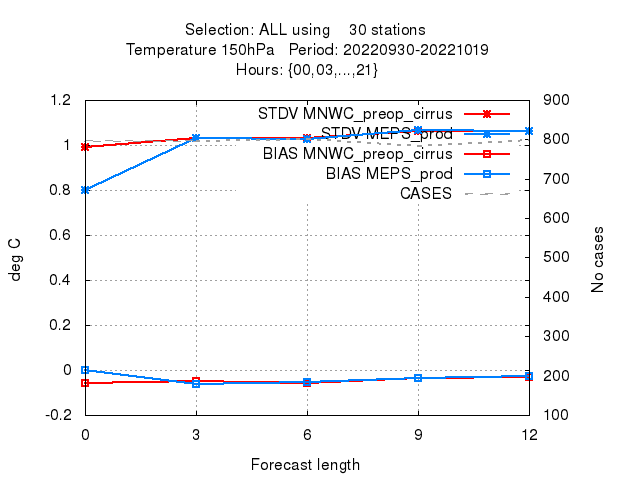 Selection: ALL using 30 stations
Temperature 150hPa Period: 20220930-20221019
Hours: {00,03,...,21}
STDV MNWC_preop_cirrus
STDV MEPS_prod
BIAS MNWC_preop_cirrus
BIAS MEPS_prod
CASES
deg C
1.2
1
0.8
0.6
0.4
0.2
0
-0.2
900
800
700
600
500
400
300
200
100
No cases
0 3 6 9 12
Forecast length